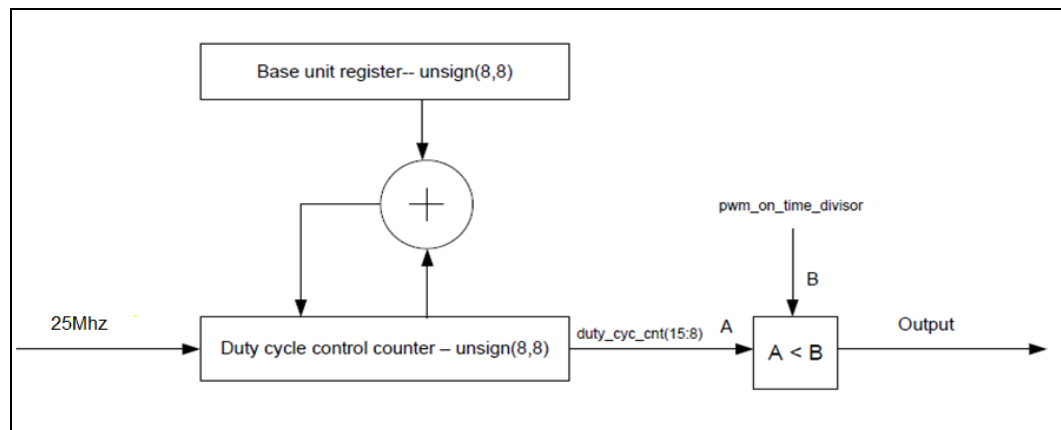 Base unit register-- unsign(8,8)
+
pwm_on_time_divisor
B
25Mhz
Duty cycle control counter – unsign(8,8)
duty_cyc_cnt(15:8)
A
A < B
Output